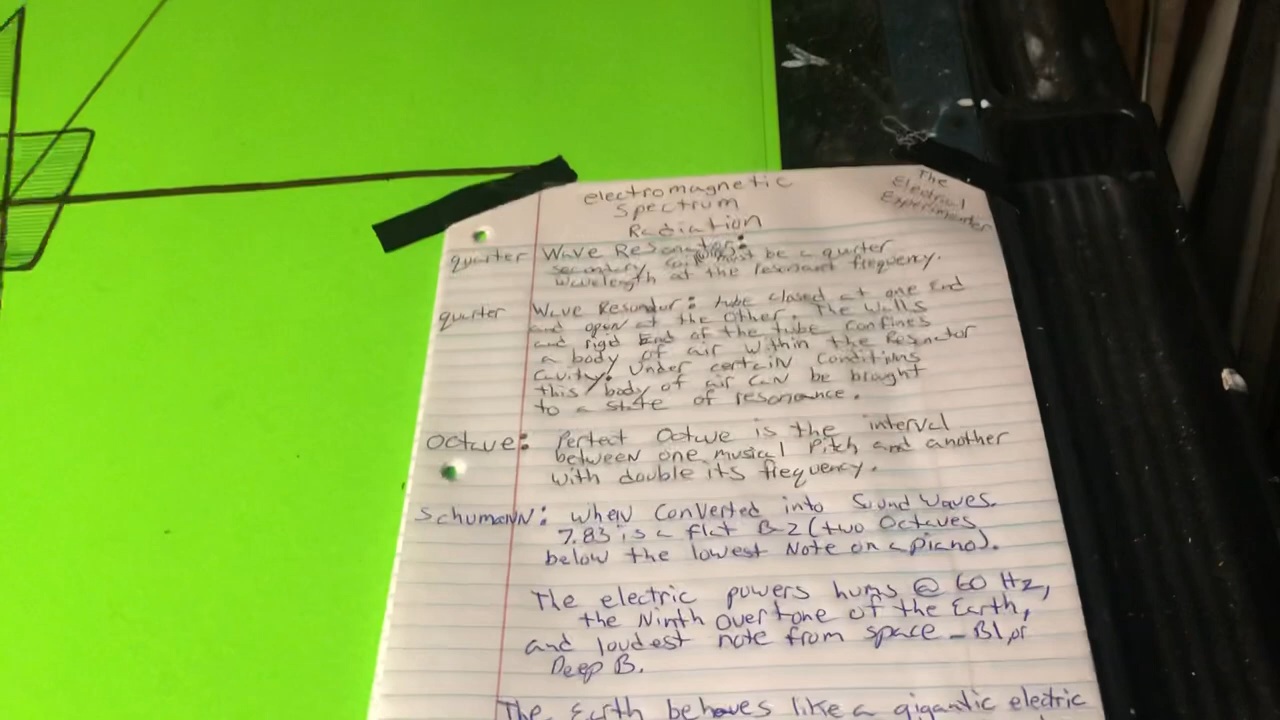 electromagnetic
Spectrum
Radiation
The
Electrical
Experimenter
quarter Wave Resonator:
secondary must be a quarter
wavelength at the resonant frequency.
quarter Wave Resonator: tube closed at one End
and open at the other. The Walls
and rigid End of the tube confines
a body of air within the Resnator
cavity. Under certain conditions
this body of air can be brought
to a state of resonance.
Octave: Perfect Octave is the interval
between one musical Pitch and another
with double its frequency.
Schumann: when converted into Sound Waves.
7.83 is a flat B-2 (two Octaves
below the lowest Note on a piano).
The electric powers hums @ 60 Hz,
the Ninth overtone of the Earth,
and loudest note from space - B1, or
Deep B.
The Earth behaves like a gigantic electric